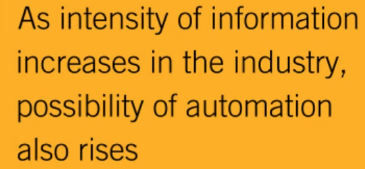 As intensity of information
increases in the industry,
possibility of automation
also rises